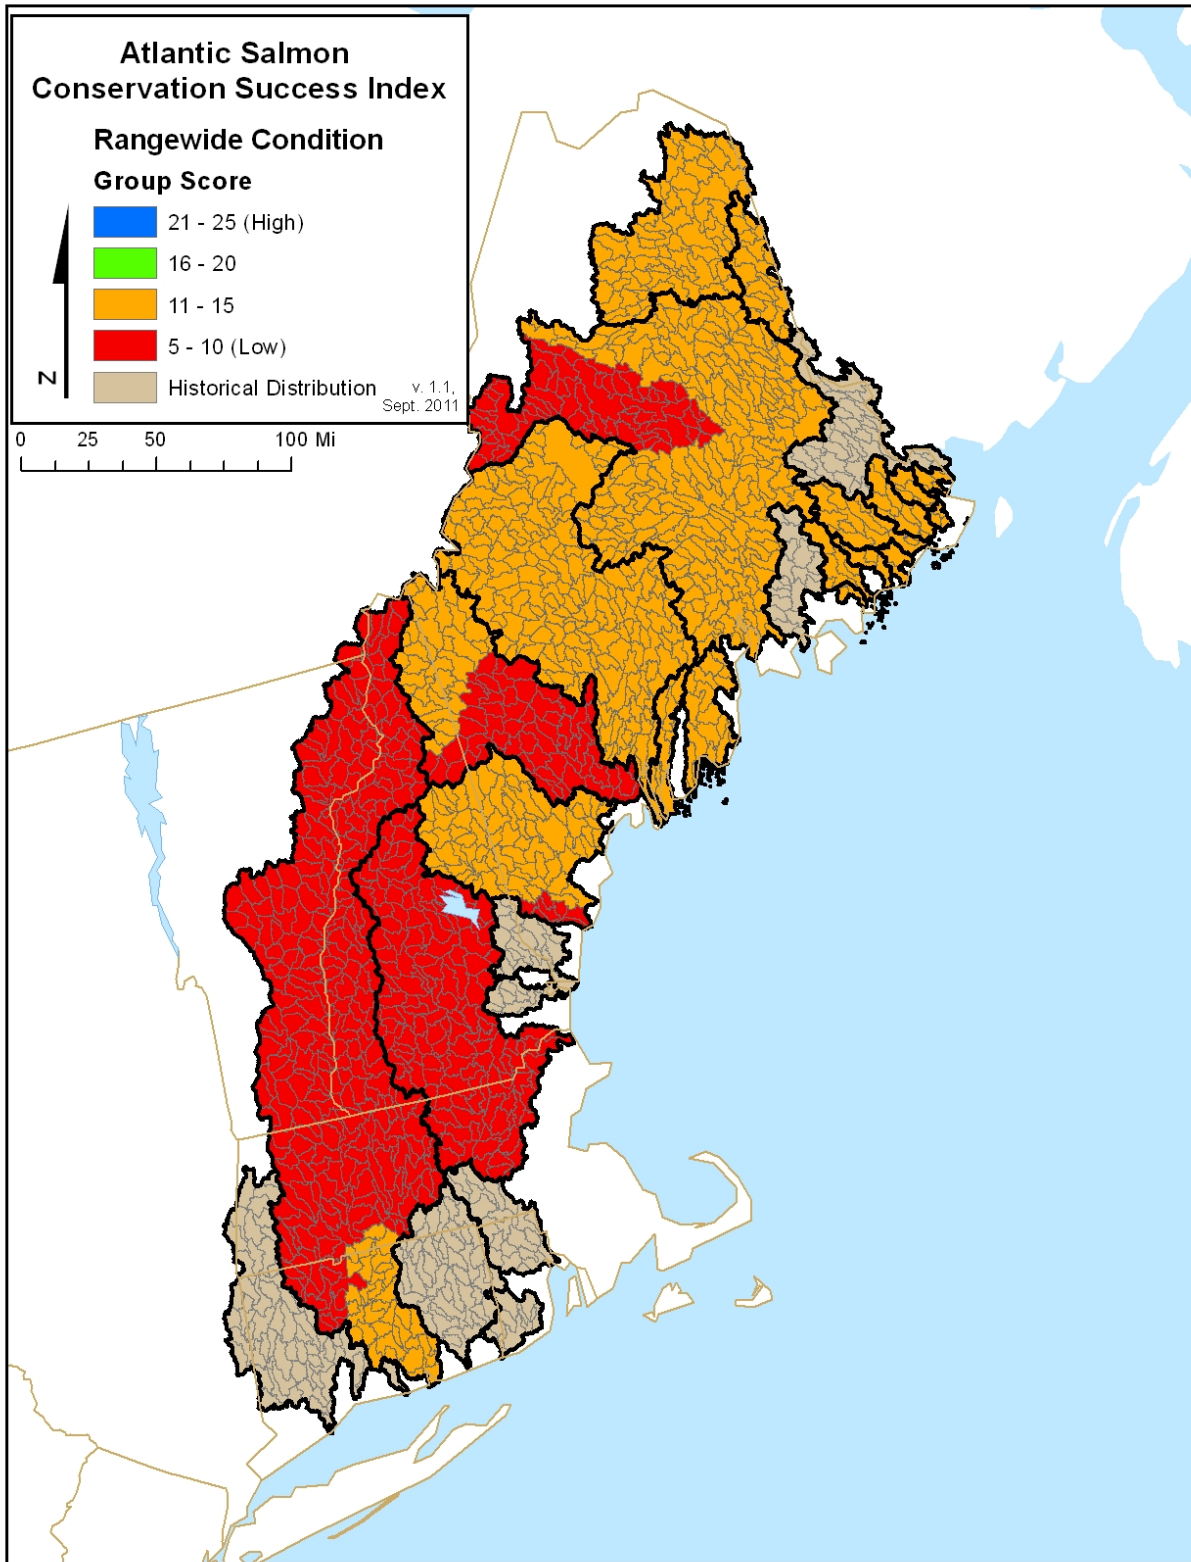 Atlantic Salmon
Conservation Success Index
Rangewide Condition
Group Score
21 - 25 (High)
16 - 20
11 - 15
5 - 10 (Low)
Historical Distribution
v. 1.1,
Sept. 2011
N
0 25 50 100 Mi